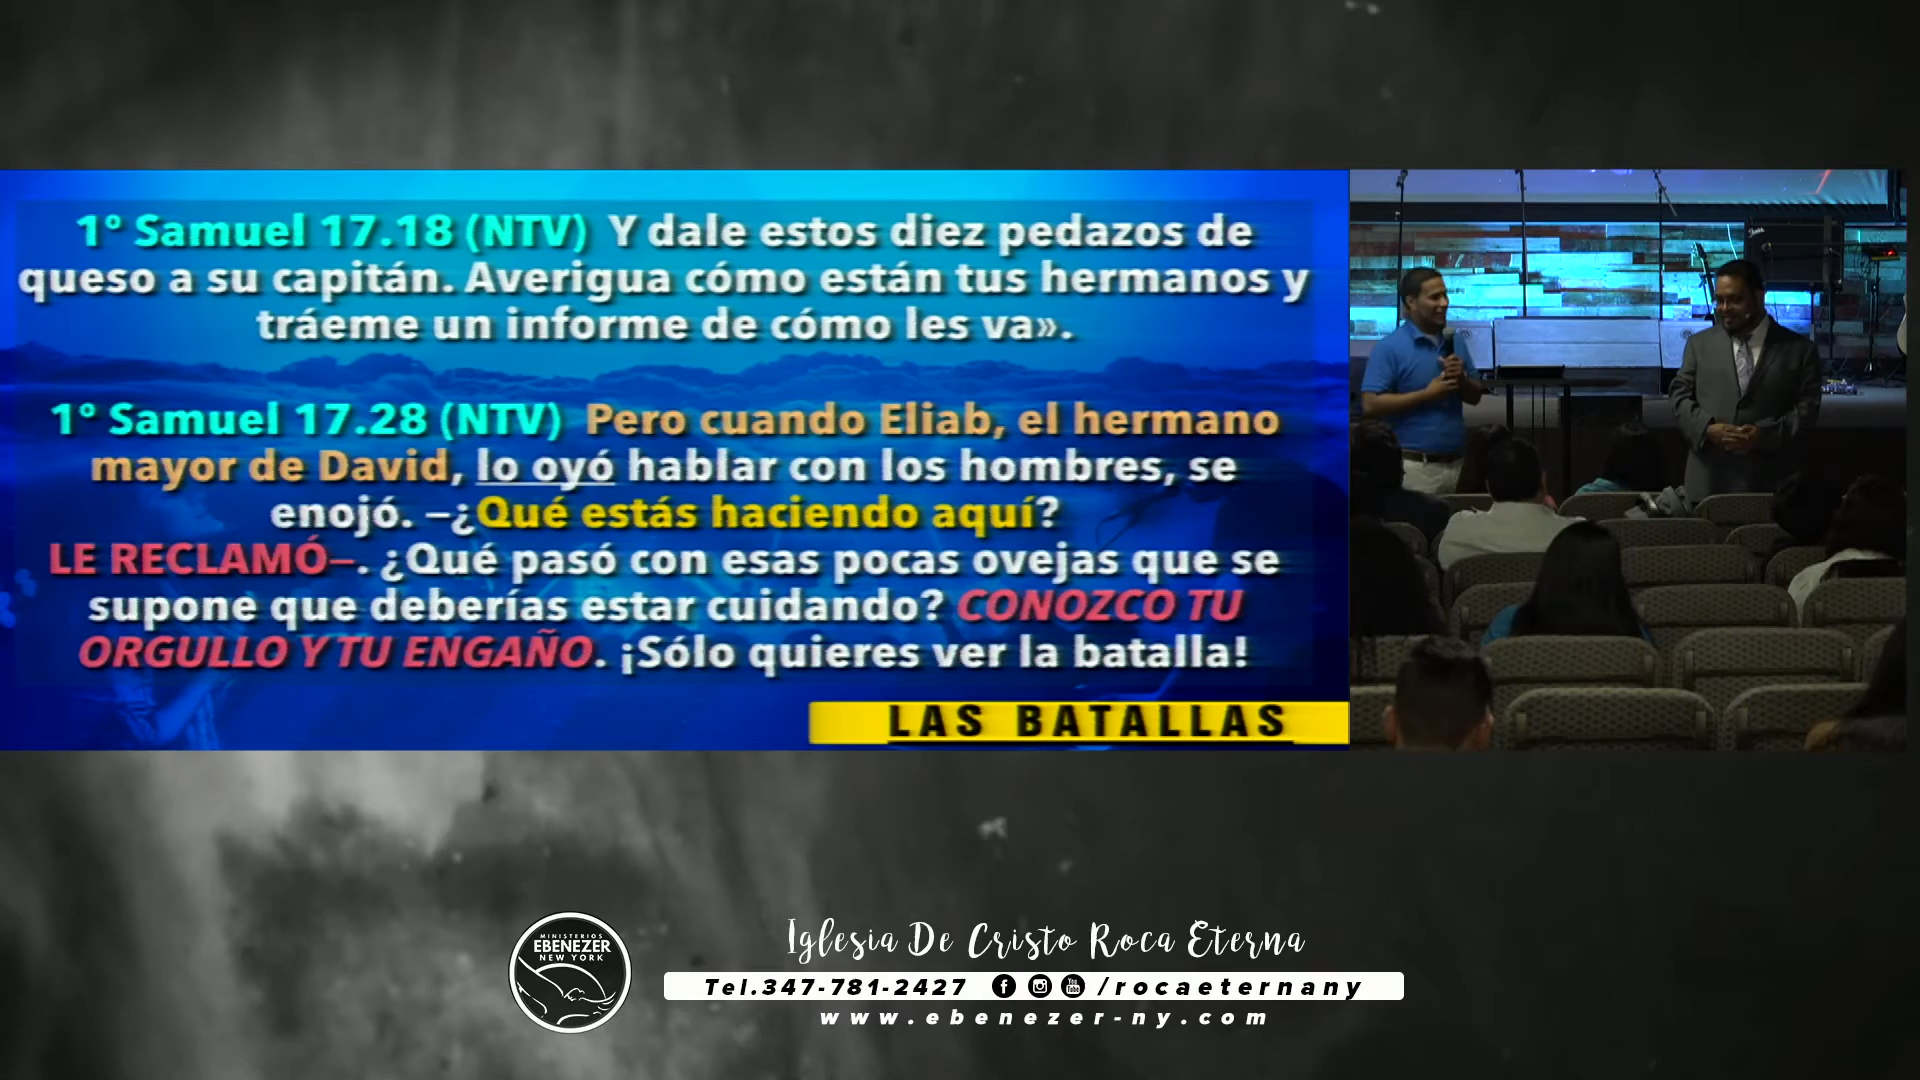 1° Samuel 17.18 (NTV) Y dale estos diez pedazos de
queso a su capitán. Averigua cómo están tus hermanos y
tráeme un informe de cómo les va».
1° Samuel 17.28 (NTV) Pero cuando Eliab, el hermano
mayor de David, lo oyó hablar con los hombres, se
enojó. —¿Qué estás haciendo aquí?
LE RECLAMÓ—. ¿Qué pasó con esas pocas ovejas que se
supone que deberías estar cuidando? CONOZCO TU
ORGULLO Y TU ENGAÑO. ¡Sólo quieres ver la batalla!
LAS BATALLAS
MINISTERIOS
EBENEZER
NEW YORK
Iglesia De Cristo Roca Eterna
Tel.347-781-2427 /rocaeternany
www.ebenezer-ny.com